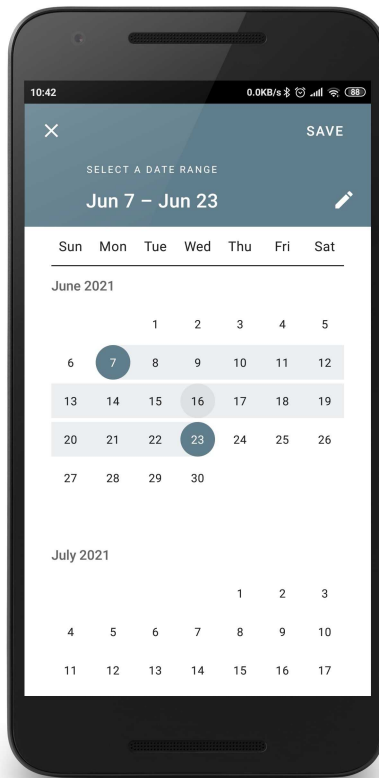 10:42 0.0KB/s 88
SAVE
SELECT A DATE RANGE
Jun 7 – Jun 23
Sun Mon Tue Wed Thu Fri Sat
June 2021
1 2 3 4 5
6 7 8 9 10 11 12
13 14 15 16 17 18 19
20 21 22 23 24 25 26
27 28 29 30
July 2021
1 2 3
4 5 6 7 8 9 10
11 12 13 14 15 16 17